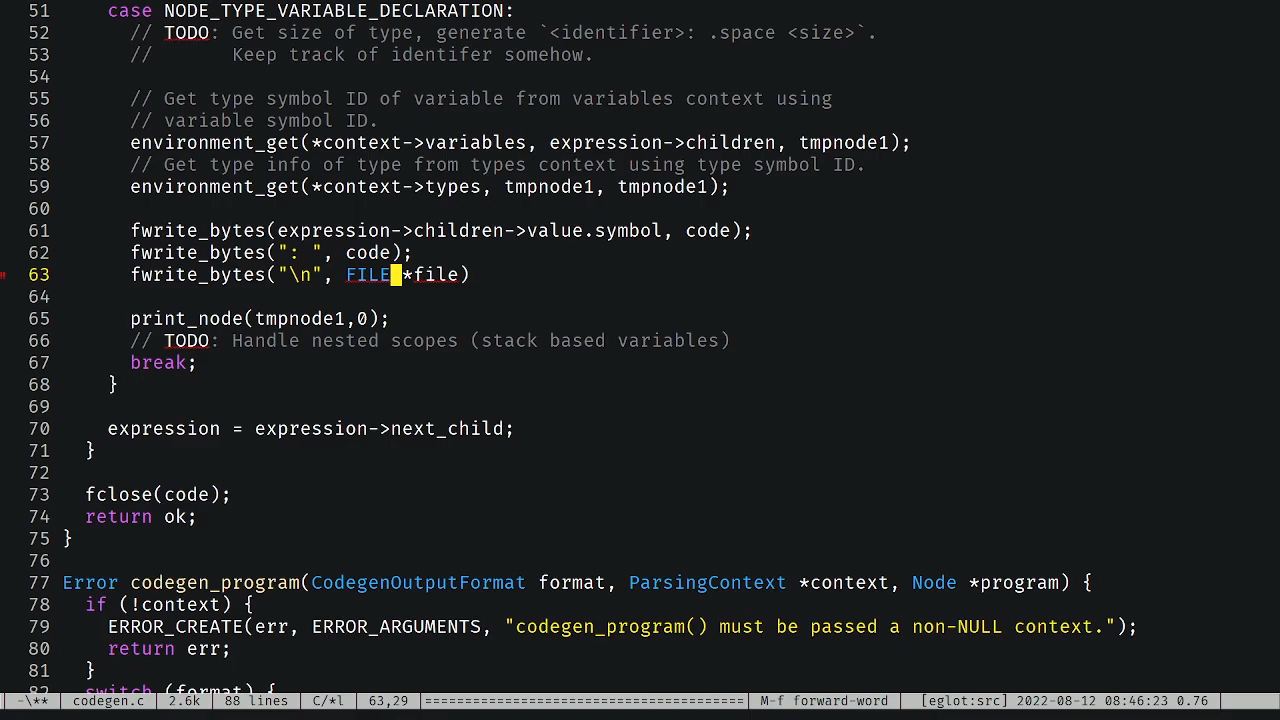 51 case NODE_TYPE_VARIABLE_DECLARATION:
52 // TODO: Get size of type, generate `<identifier>: .space <size>`.
53 //       Keep track of identifer somehow.
54
55 // Get type symbol ID of variable from variables context using
56 // variable symbol ID.
57 environment_get(*context->variables, expression->children, tmpnode1);
58 // Get type info of type from types context using type symbol ID.
59 environment_get(*context->types, tmpnode1, tmpnode1);
60
61 fwrite_bytes(expression->children->value.symbol, code);
62 fwrite_bytes(": ", code);
63 fwrite_bytes("\n", FILE *file)
64
65 print_node(tmpnode1,0);
66 // TODO: Handle nested scopes (stack based variables)
67 break;
68 }
69
70 expression = expression->next_child;
71 }
72
73 fclose(code);
74 return ok;
75 }
76
77 Error codegen_program(CodegenOutputFormat format, ParsingContext *context, Node *program) {
78 if (!context) {
79 ERROR_CREATE(err, ERROR_ARGUMENTS, "codegen_program() must be passed a non-NULL context.");
80 return err;
81 }
82 switch (format) {
-\** codegen.c 2.6k 88 lines C/*l 63,29 ====================================== M-f forward-word [eglot:src] 2022-08-12 08:46:23 0.76